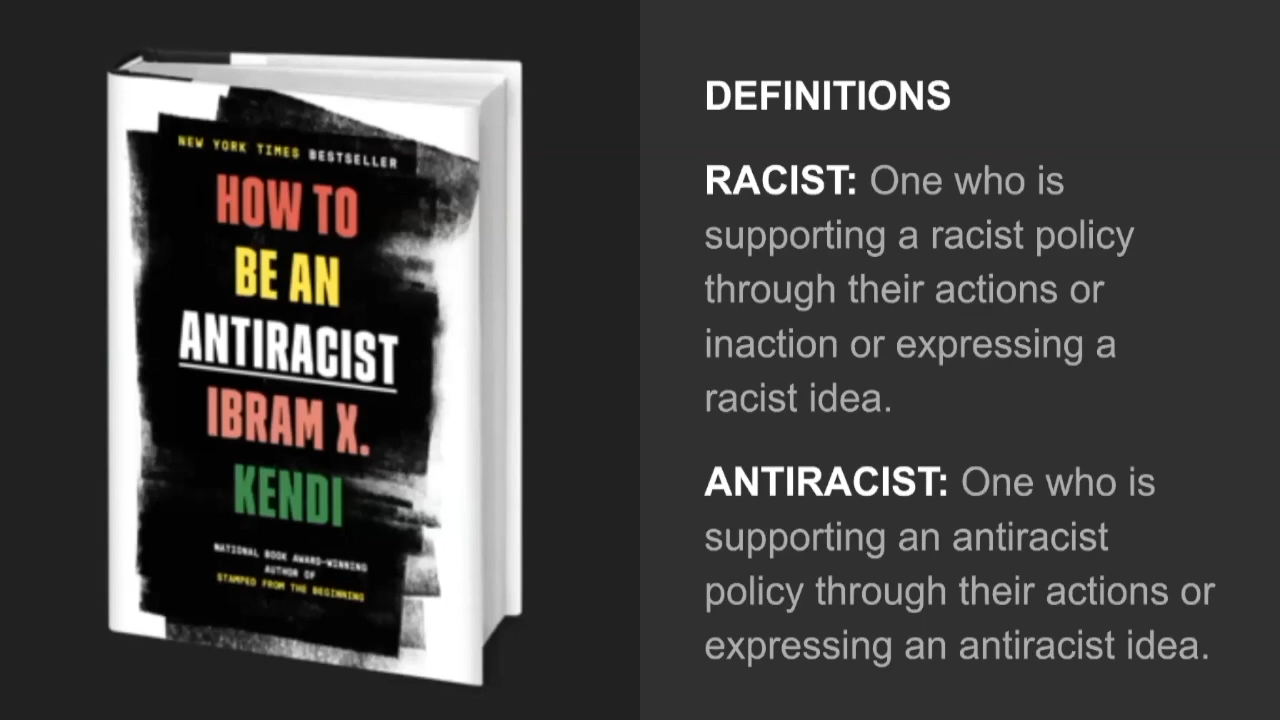 NEW YORK TIMES BESTSELLER
HOW TO
BE AN
ANTIRACIST
IBRAM X.
KENDI
NATIONAL BOOK AWARD-WINNING
AUTHOR OF
STAMPED FROM THE BEGINNING
DEFINITIONS
RACIST: One who is
supporting a racist policy
through their actions or
inaction or expressing a
racist idea.
ANTIRACIST: One who is
supporting an antiracist
policy through their actions or
expressing an antiracist idea.